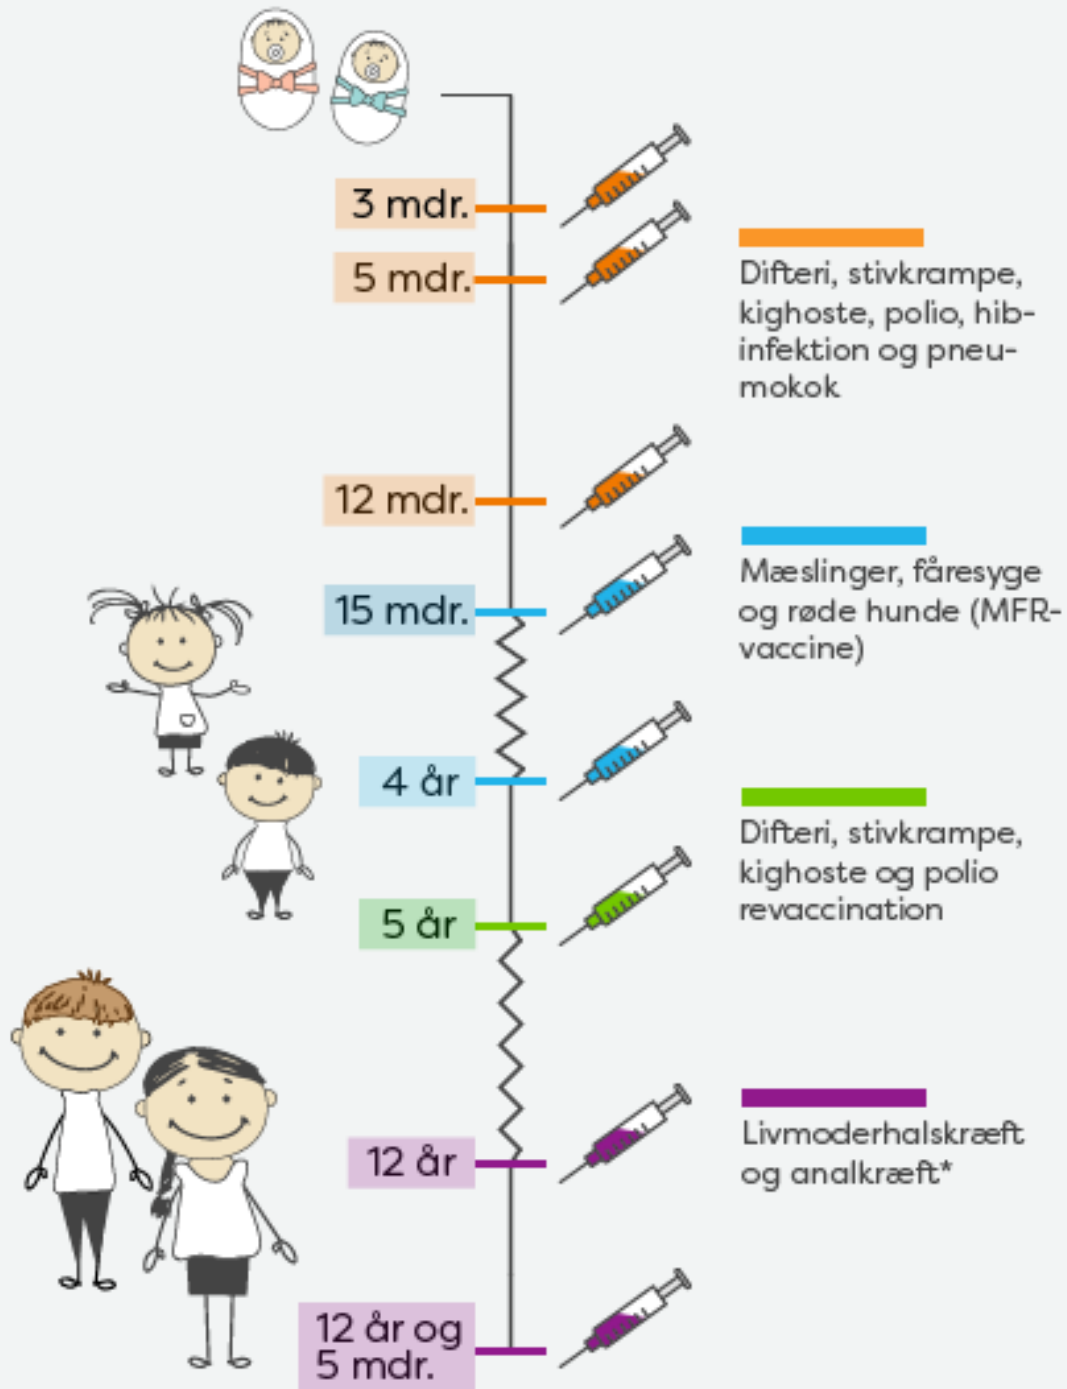 3 mdr.
5 mdr.
Difteri, stivkrampe,
kighoste, polio, hib-
infektion og pneu-
mokok
12 mdr.
15 mdr.
Mæslinger, fåresyge
og røde hunde (MFR-
vaccine)
4 år
5 år
Difteri, stivkrampe,
kighoste og polio
revaccination
12 år
Livmoderhalskræft
og analkræft*
12 år og
5 mdr.